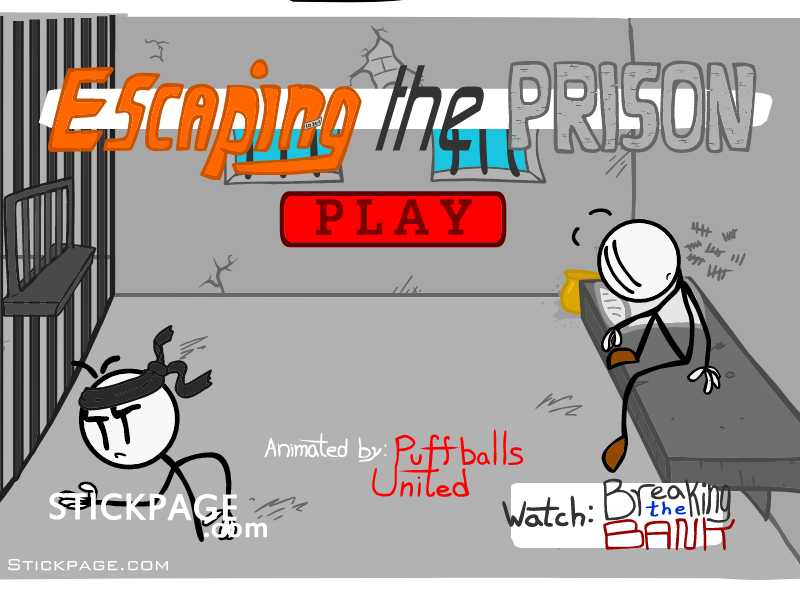 Escaping the PRISON
PLAY
Animated by: Puffballs
United
Watch: Breaking
the
BANK
STICKPAGE
.com
STICKPAGE.COM